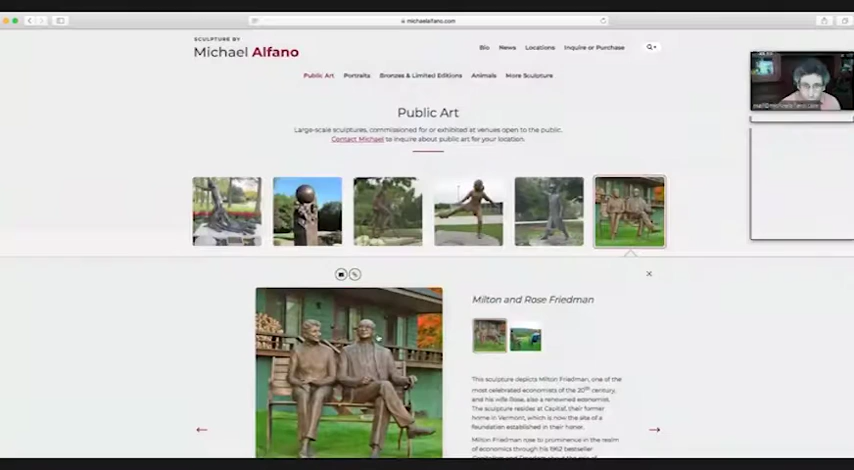 michaelalfano.com
SCULPTURE BY
Michael Alfano
Bio News Locations Inquire or Purchase
Public Art Portraits Bronzes & Limited Editions Animals More Sculpture
Public Art
Large-scale sculptures, commissioned for or exhibited at venues open to the public.
Contact Michael to inquire about public art for your location.
Milton and Rose Friedman
This sculpture depicts Milton Friedman, one of the
most celebrated economists of the 20th century,
and his wife Rose, also a renowned economist.
The sculpture resides at Capitaf, their former
home in Vermont, which is now the site of a
foundation established in their honor.
Milton Friedman rose to prominence in the realm
of economics through his 1962 bestseller